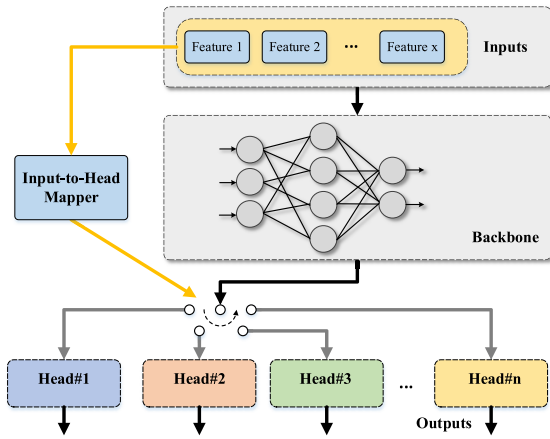 Feature 1
Feature 2
...
Feature x
Inputs
Input-to-Head
Mapper
Backbone
Head#1
Head#2
Head#3
...
Head#n
Outputs